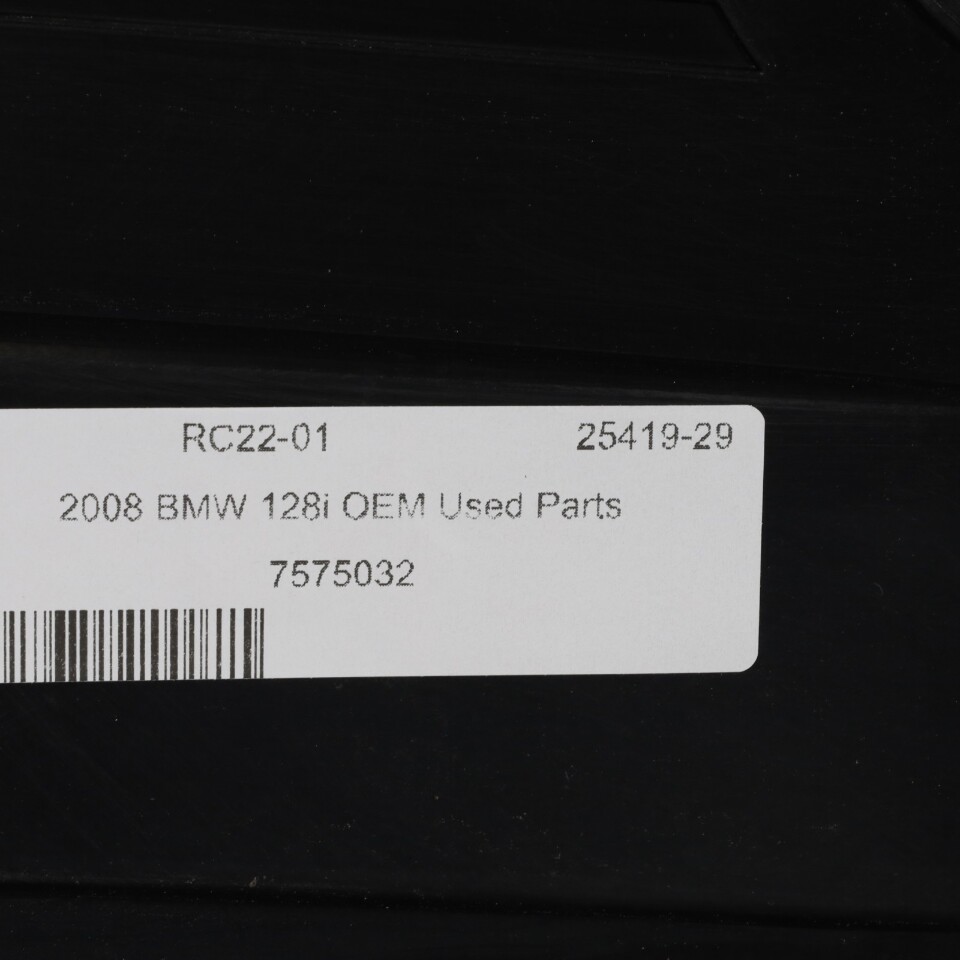 RC22-01 25419-29
2008 BMW 128i OEM Used Parts
7575032